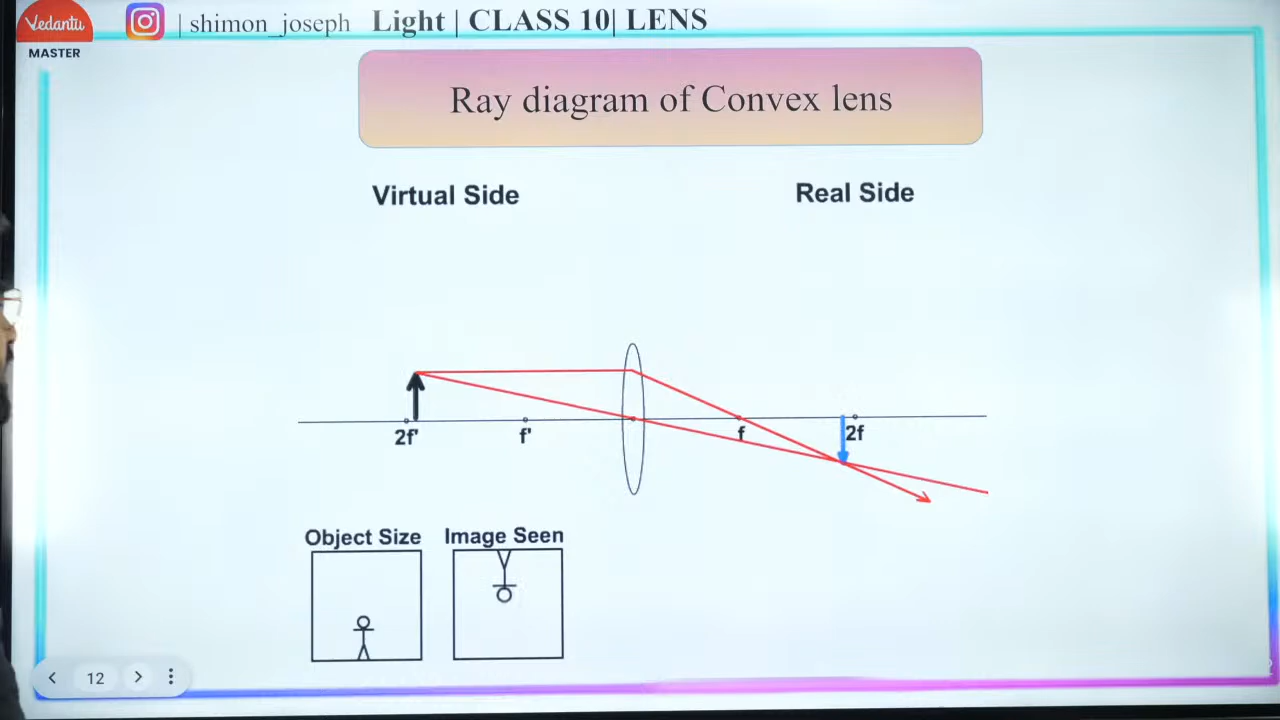 Vedantu
MASTER
| shimon_joseph
Light | CLASS 10| LENS
Ray diagram of Convex lens
Virtual Side
Real Side
2f'
f'
f
2f
Object Size
Image Seen
12